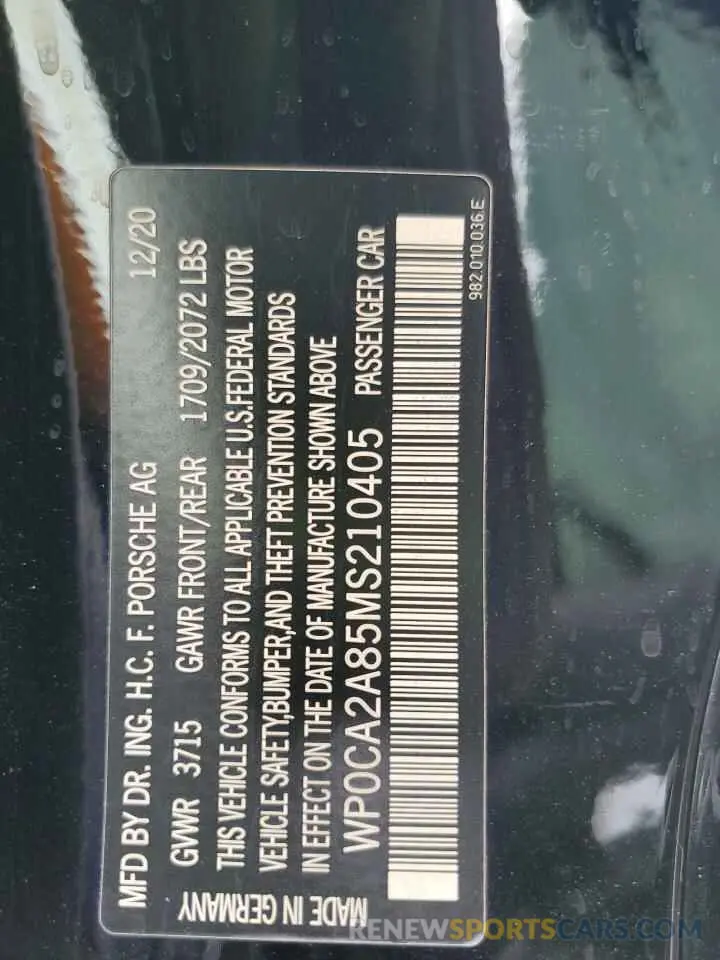 MFD BY DR. ING. H.C. F. PORSCHE AG 12/20
GVWR 3715 GAWR FRONT/REAR 1709/2072 LBS
THIS VEHICLE CONFORMS TO ALL APPLICABLE U.S.FEDERAL MOTOR
VEHICLE SAFETY,BUMPER,AND THEFT PREVENTION STANDARDS
IN EFFECT ON THE DATE OF MANUFACTURE SHOWN ABOVE
WP0CA2A85MS210405 PASSENGER CAR
MADE IN GERMANY
982.010.036.E
RENEWSPORTSCARS.COM